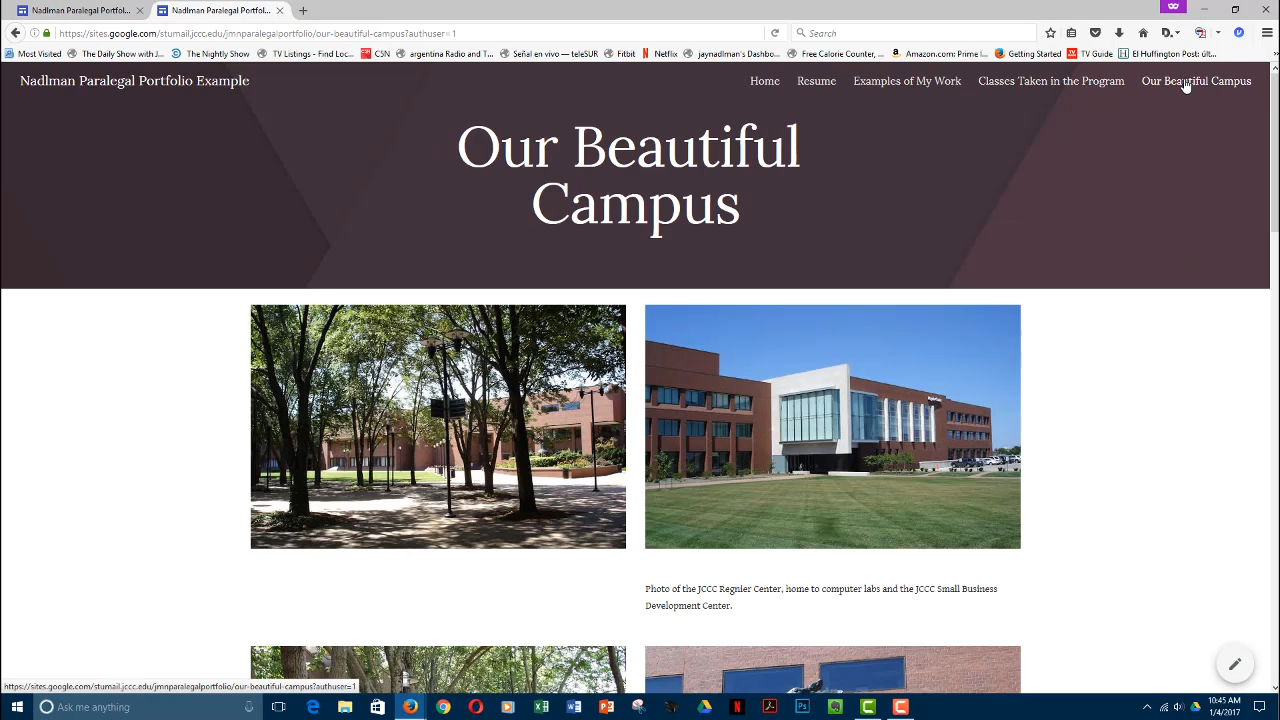 Nadlman Paralegal Portfol...
Nadlman Paralegal Portfol...
https://sites.google.com/stumail.jccc.edu/jmnparalegalportfolio/our-beautiful-campus?authuser=1
Search
Most Visited The Daily Show with J... The Nightly Show TV Listings - Find Loc... C5N argentina Radio and T... Señal en vivo — teleSUR Fitbit Netflix jaynadlman's Dashbo... Free Calorie Counter, ... Amazon.com: Prime I... Getting Started TV Guide El Huffington Post: últ...
Nadlman Paralegal Portfolio Example
Home Resume Examples of My Work Classes Taken in the Program Our Beautiful Campus
Our Beautiful
Campus
Photo of the JCCC Regnier Center, home to computer labs and the JCCC Small Business
Development Center.
https://sites.google.com/stumail.jccc.edu/jmnparalegalportfolio/our-beautiful-campus?authuser=1
Ask me anything
10:45 AM
1/4/2017